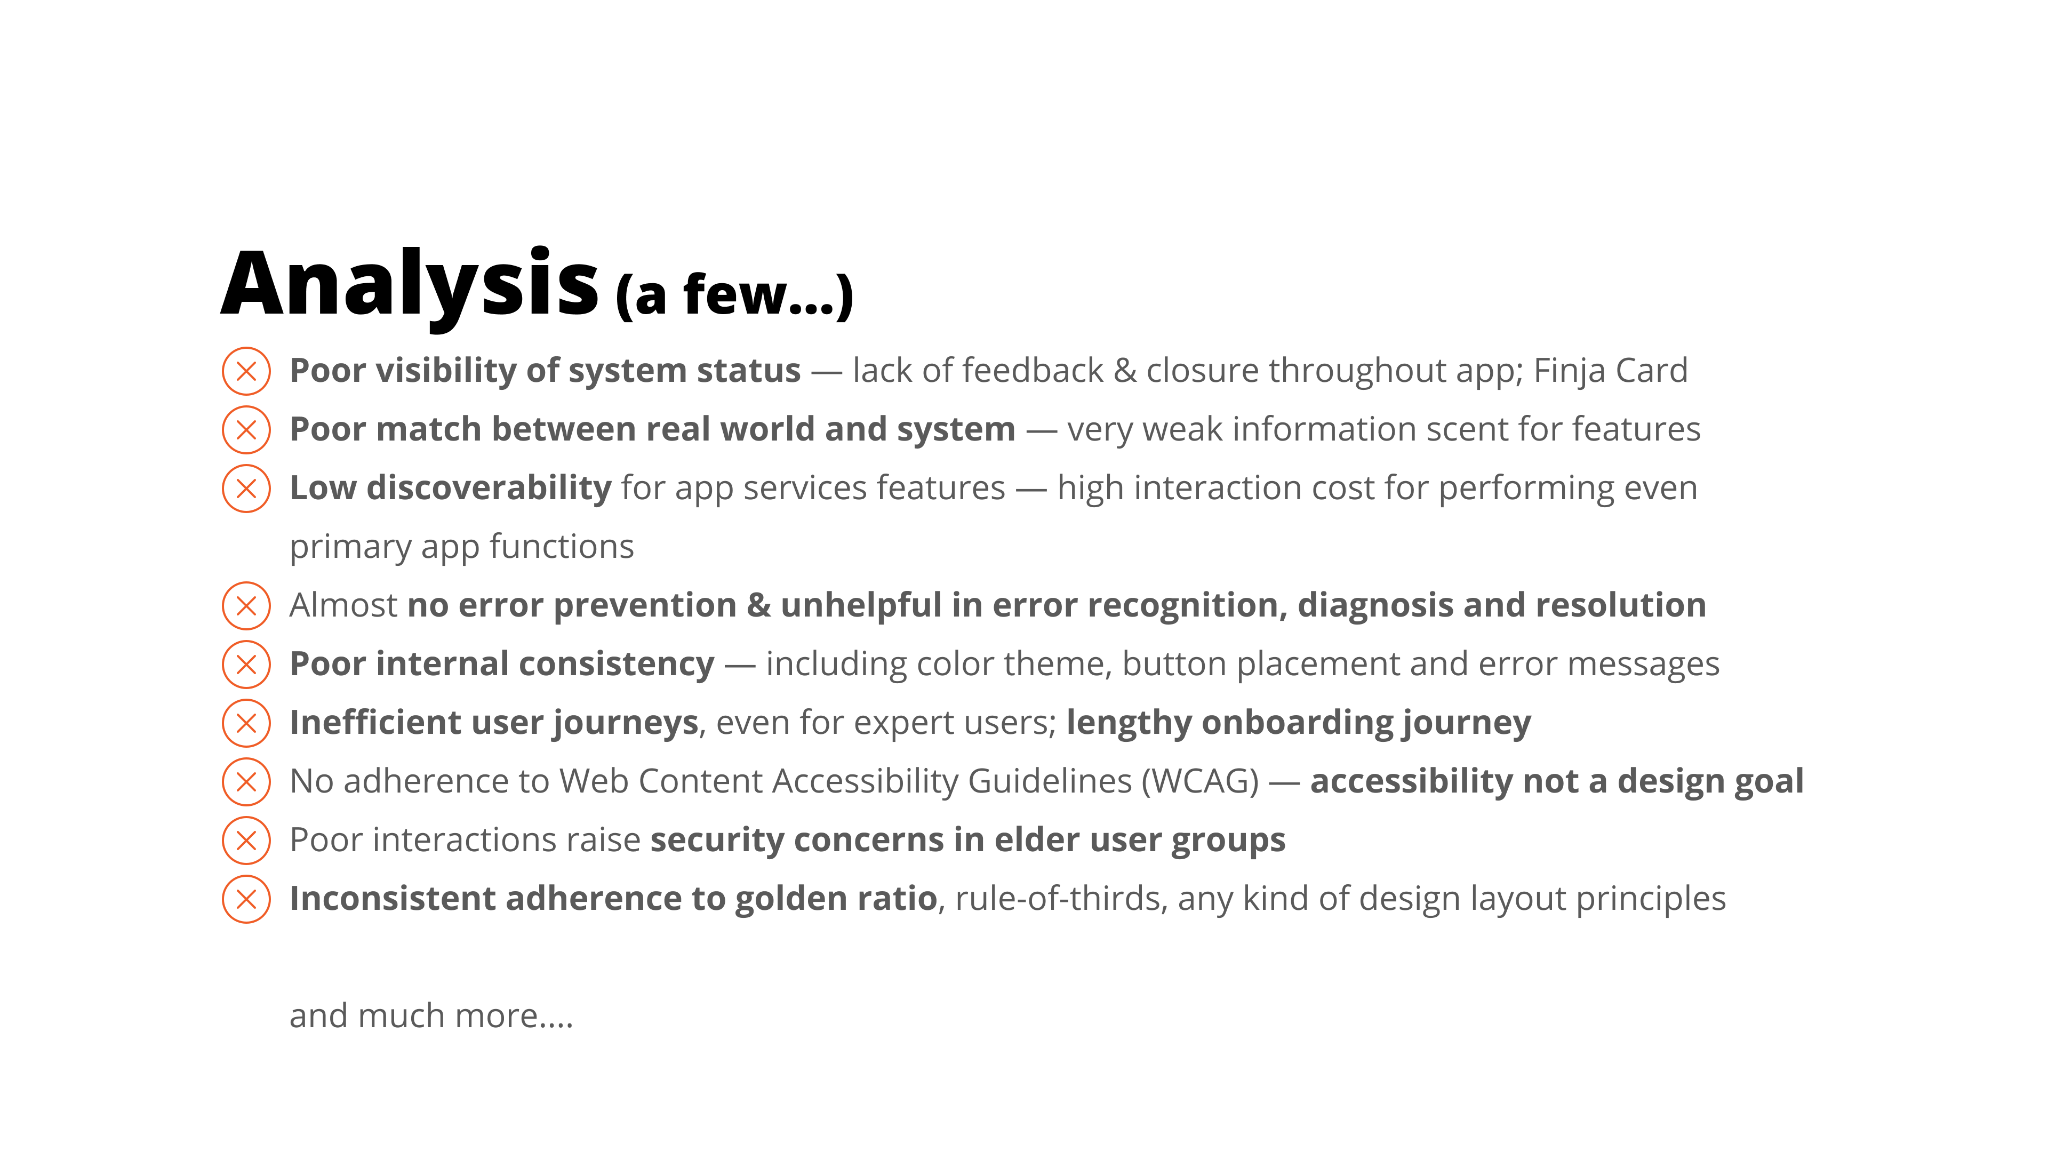 Analysis (a few...)
Poor visibility of system status — lack of feedback & closure throughout app; Finja Card
Poor match between real world and system — very weak information scent for features
Low discoverability for app services features — high interaction cost for performing even
primary app functions
Almost no error prevention & unhelpful in error recognition, diagnosis and resolution
Poor internal consistency — including color theme, button placement and error messages
Inefficient user journeys, even for expert users; lengthy onboarding journey
No adherence to Web Content Accessibility Guidelines (WCAG) — accessibility not a design goal
Poor interactions raise security concerns in elder user groups
Inconsistent adherence to golden ratio, rule-of-thirds, any kind of design layout principles
and much more....